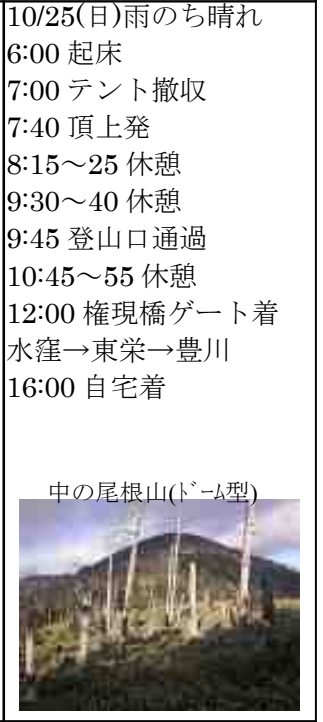 10/25(日)雨のち晴れ
6:00 起床
7:00 テント撤収
7:40 頂上発
8:15～25 休憩
9:30～40 休憩
9:45 登山口通過
10:45～55 休憩
12:00 権現橋ゲート着
水窪→東栄→豊川
16:00 自宅着
中の尾根山(ﾄﾞｰﾑ型)